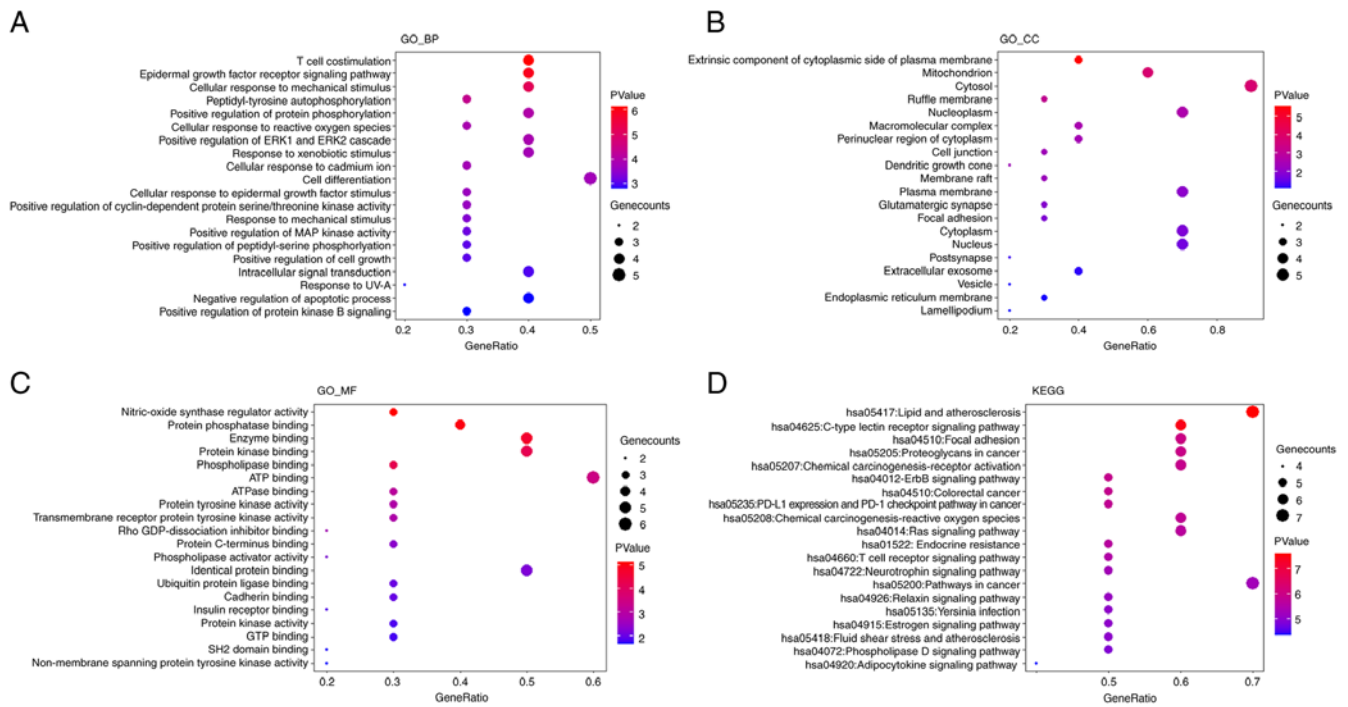 A
GO_BP
T cell costimulation
Epidermal growth factor receptor signaling pathway
Cellular response to mechanical stimulus
Peptidyl-tyrosine autophosphorylation
Positive regulation of protein phosphorylation
Cellular response to reactive oxygen species
Positive regulation of ERK1 and ERK2 cascade
Response to xenobiotic stimulus
Cellular response to cadmium ion
Cell differentiation
Cellular response to epidermal growth factor stimulus
Positive regulation of cyclin-dependent protein serine/threonine kinase activity
Response to mechanical stimulus
Positive regulation of MAP kinase activity
Positive regulation of peptidyl-serine phosphorlyation
Positive regulation of cell growth
Intracellular signal transduction
Response to UV-A
Negative regulation of apoptotic process
Positive regulation of protein kinase B signaling
0.2 0.3 0.4 0.5
GeneRatio
PValue
6
5
4
3
Genecounts
2
3
4
5
B
GO_CC
Extrinsic component of cytoplasmic side of plasma membrane
Mitochondrion
Cytosol
Ruffle membrane
Nucleoplasm
Macromolecular complex
Perinuclear region of cytoplasm
Cell junction
Dendritic growth cone
Membrane raft
Plasma membrane
Glutamatergic synapse
Focal adhesion
Cytoplasm
Nucleus
Postsynapse
Extracellular exosome
Vesicle
Endoplasmic reticulum membrane
Lamellipodium
0.2 0.4 0.6 0.8
GeneRatio
PValue
5
4
3
2
Genecounts
2
3
4
5
C
GO_MF
Nitric-oxide synthase regulator activity
Protein phosphatase binding
Enzyme binding
Protein kinase binding
Phospholipase binding
ATP binding
ATPase binding
Protein tyrosine kinase activity
Transmembrane receptor protein tyrosine kinase activity
Rho GDP-dissociation inhibitor binding
Protein C-terminus binding
Phospholipase activator activity
Identical protein binding
Ubiquitin protein ligase binding
Cadherin binding
Insulin receptor binding
Protein kinase activity
GTP binding
SH2 domain binding
Non-membrane spanning protein tyrosine kinase activity
0.2 0.3 0.4 0.5 0.6
GeneRatio
Genecounts
2
3
4
5
6
PValue
5
4
3
2
D
KEGG
hsa05417:Lipid and atherosclerosis
hsa04625:C-type lectin receptor signaling pathway
hsa04510:Focal adhesion
hsa05205:Proteoglycans in cancer
hsa05207:Chemical carcinogenesis-receptor activation
hsa04012-ErbB signaling pathway
hsa04510:Colorectal cancer
hsa05235:PD-L1 expression and PD-1 checkpoint pathway in cancer
hsa05208:Chemical carcinogenesis-reactive oxygen species
hsa04014:Ras signaling pathway
hsa01522: Endocrine resistance
hsa04660:T cell receptor signaling pathway
hsa04722:Neurotrophin signaling pathway
hsa05200:Pathways in cancer
hsa04926:Relaxin signaling pathway
hsa05135:Yersinia infection
hsa04915:Estrogen signaling pathway
hsa05418:Fluid shear stress and atherosclerosis
hsa04072:Phospholipase D signaling pathway
hsa04920:Adipocytokine signaling pathway
0.5 0.6 0.7
GeneRatio
Genecounts
4
5
6
7
PValue
7
6
5